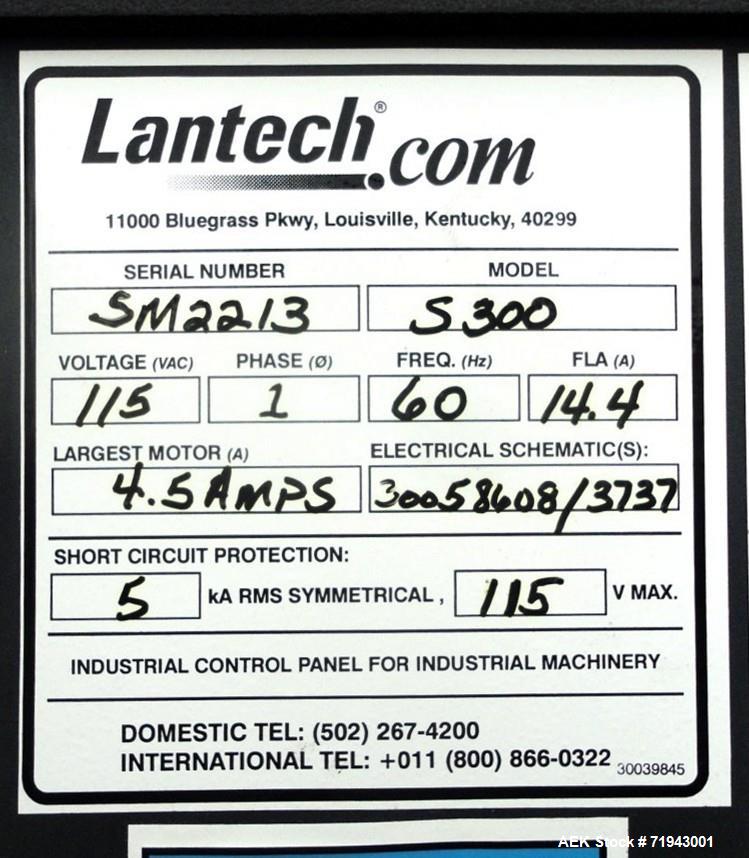 Lantech®.com
11000 Bluegrass Pkwy, Louisville, Kentucky, 40299
SERIAL NUMBER MODEL
SM2213 S300
VOLTAGE (VAC) PHASE (Ø) FREQ. (Hz) FLA (A)
115 1 60 14.4
LARGEST MOTOR (A) ELECTRICAL SCHEMATIC(S):
4.5 AMPS 30058608/3737
SHORT CIRCUIT PROTECTION:
5 kA RMS SYMMETRICAL, 115 V MAX.
INDUSTRIAL CONTROL PANEL FOR INDUSTRIAL MACHINERY
DOMESTIC TEL: (502) 267-4200
INTERNATIONAL TEL: +011 (800) 866-0322 30039845
AEK Stock # 71943001